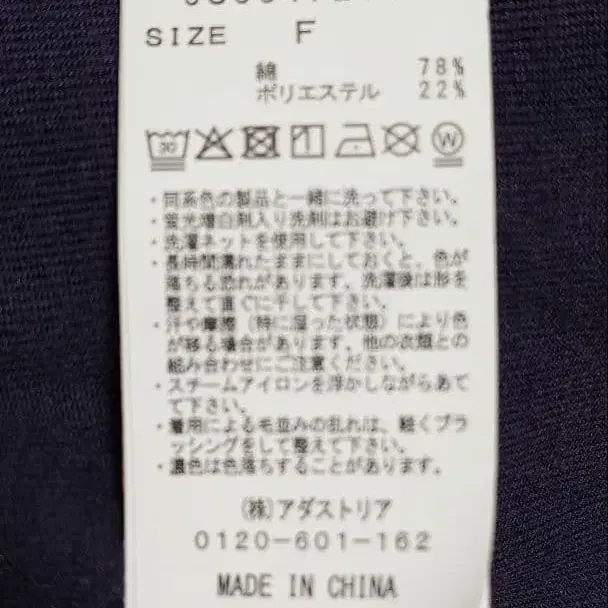 SIZE F
綿 78%
ポリエステル 22%
30 W
・同系色の製品と一緒に洗って下さい。
・蛍光増白剤入り洗剤はお避け下さい。
・洗濯ネットを使用して下さい。
・長時間濡れたままにしておくと、色が
落ちる恐れがあります。洗濯後は形を
整えて直ぐに干して下さい。
・汗や摩擦（特に湿った状態）により色
が移る場合があります。他の衣類との
組み合わせにご注意ください。
・スチームアイロンを浮かしながらあて
て下さい。
・着用による毛並みの乱れは、軽くブラ
ッシングをして整えて下さい。
・濃色は色落ちすることがあります。
（株）アダストリア
0120-601-162
MADE IN CHINA